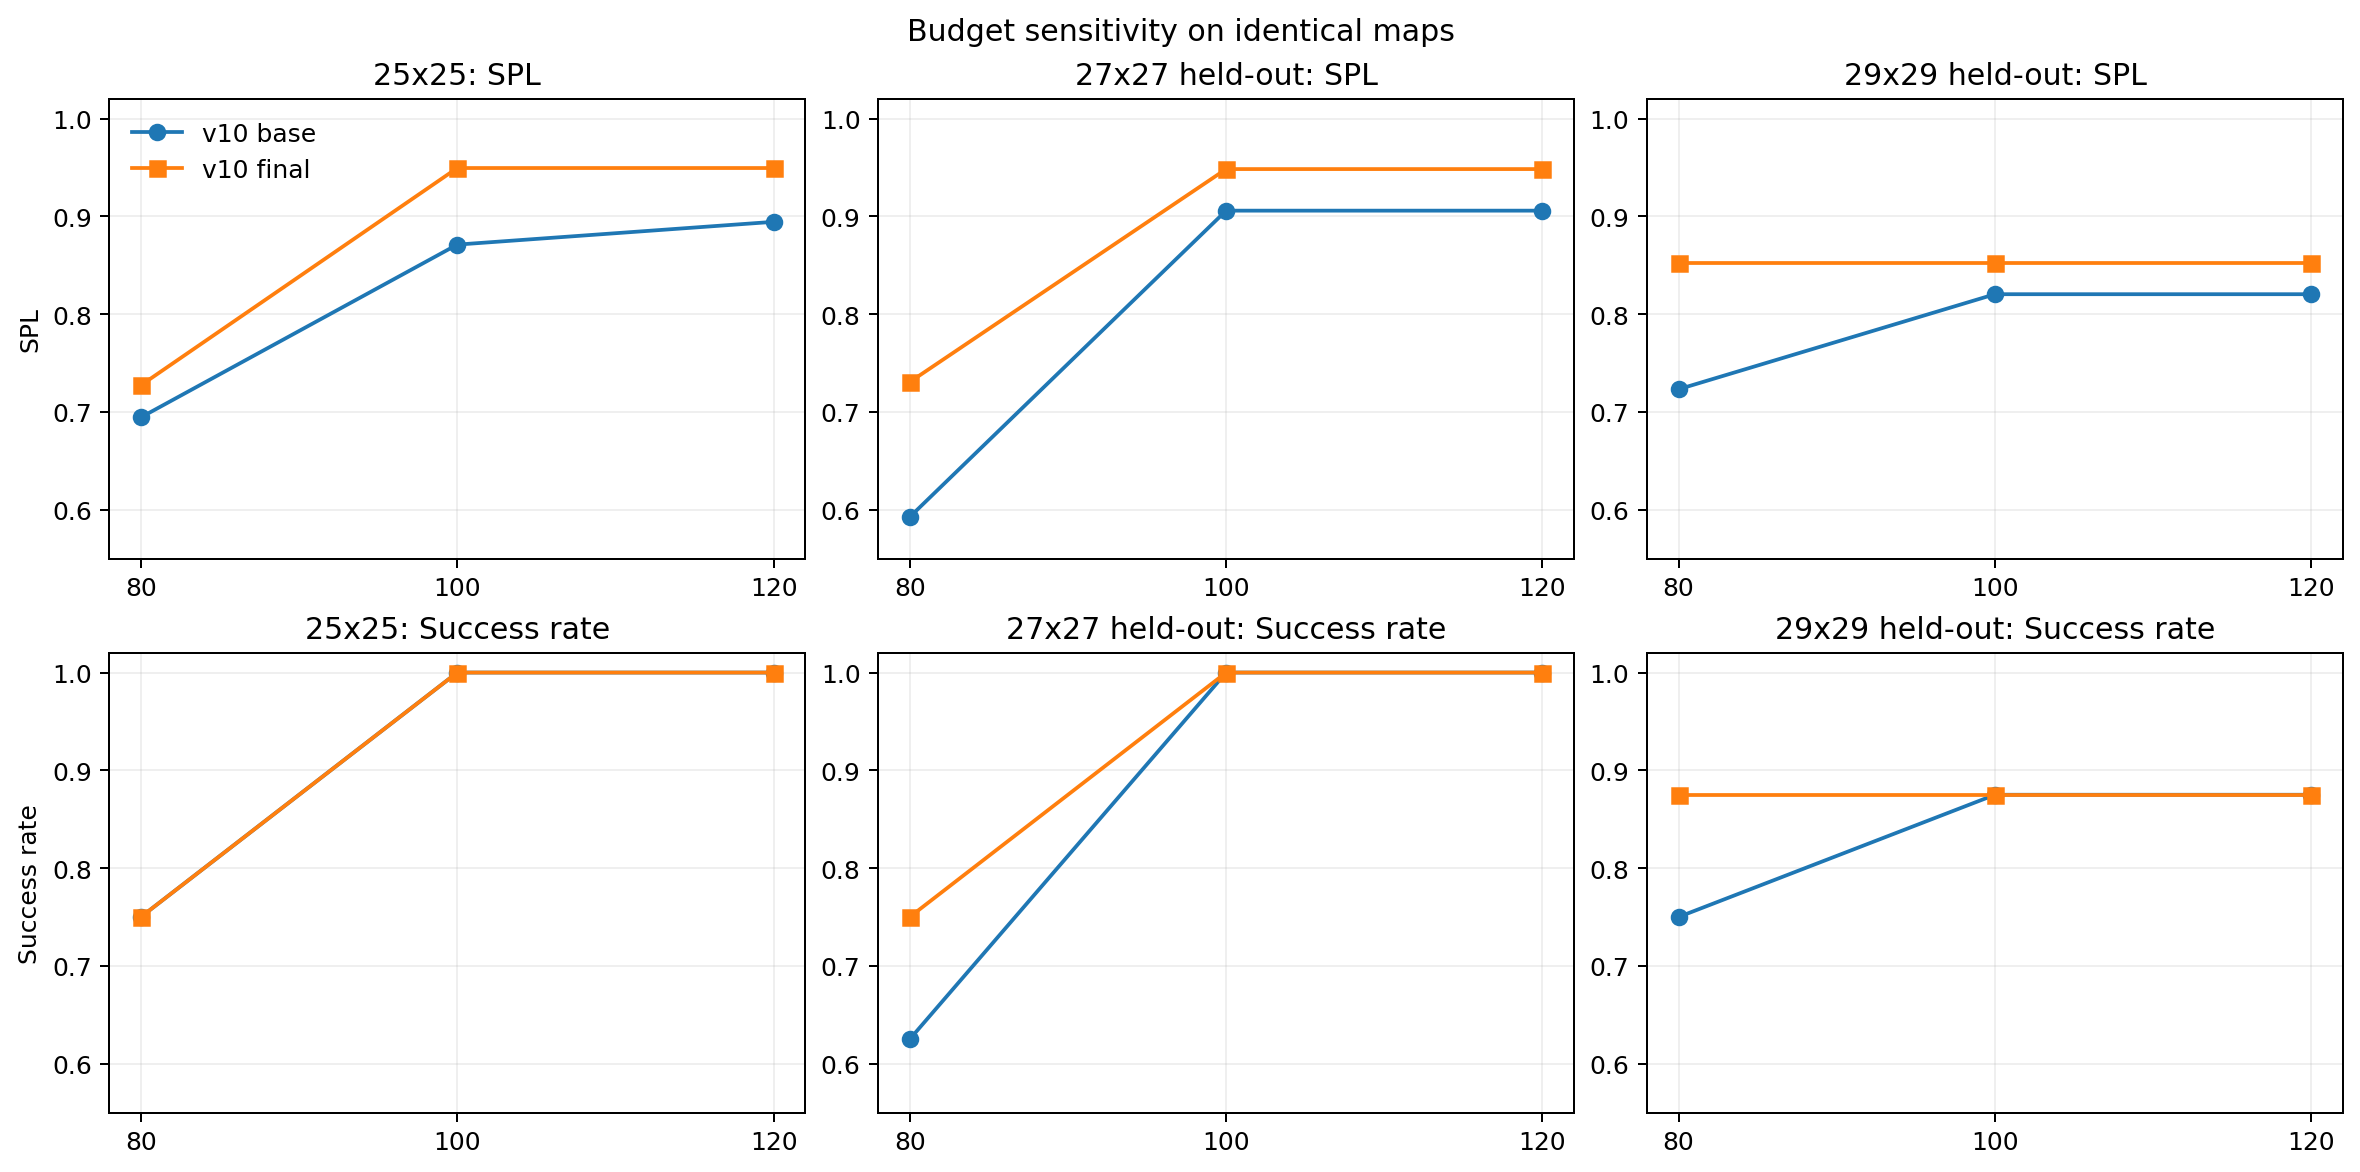 Budget sensitivity on identical maps
25x25: SPL
27x27 held-out: SPL
29x29 held-out: SPL
SPL
1.0
0.9
0.8
0.7
0.6
v10 base
v10 final
80 100 120
1.0
0.9
0.8
0.7
0.6
80 100 120
1.0
0.9
0.8
0.7
0.6
80 100 120
25x25: Success rate
27x27 held-out: Success rate
29x29 held-out: Success rate
Success rate
1.0
0.9
0.8
0.7
0.6
80 100 120
1.0
0.9
0.8
0.7
0.6
80 100 120
1.0
0.9
0.8
0.7
0.6
80 100 120